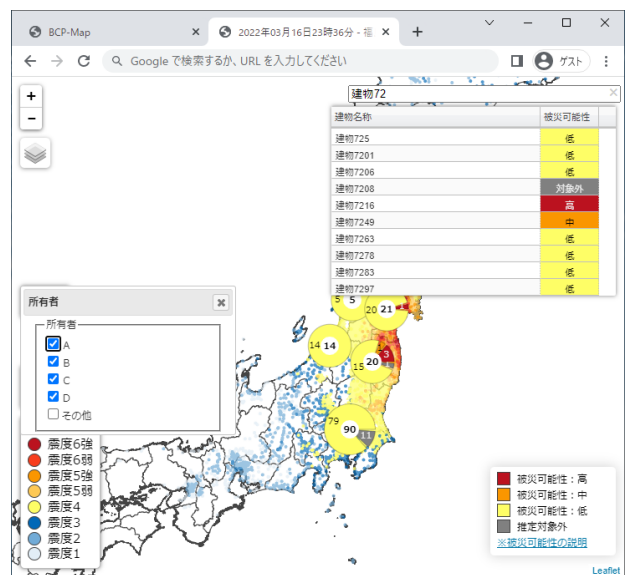 BCP-Map
2022年03月16日23時36分 - 福
Google で検索するか、URL を入力してください
ゲスト
+
−
建物72
建物名称 被災可能性
建物725 低
建物7201 低
建物7206 低
建物7208 対象外
建物7216 高
建物7249 中
建物7263 低
建物7278 低
建物7283 低
建物7297 低
5 5
20 21 1
14 14
15 20 3
79 90 11
所有者
所有者
A
B
C
D
その他
震度6強
震度6弱
震度5強
震度5弱
震度4
震度3
震度2
震度1
被災可能性：高
被災可能性：中
被災可能性：低
推定対象外
※被災可能性の説明
Leaflet